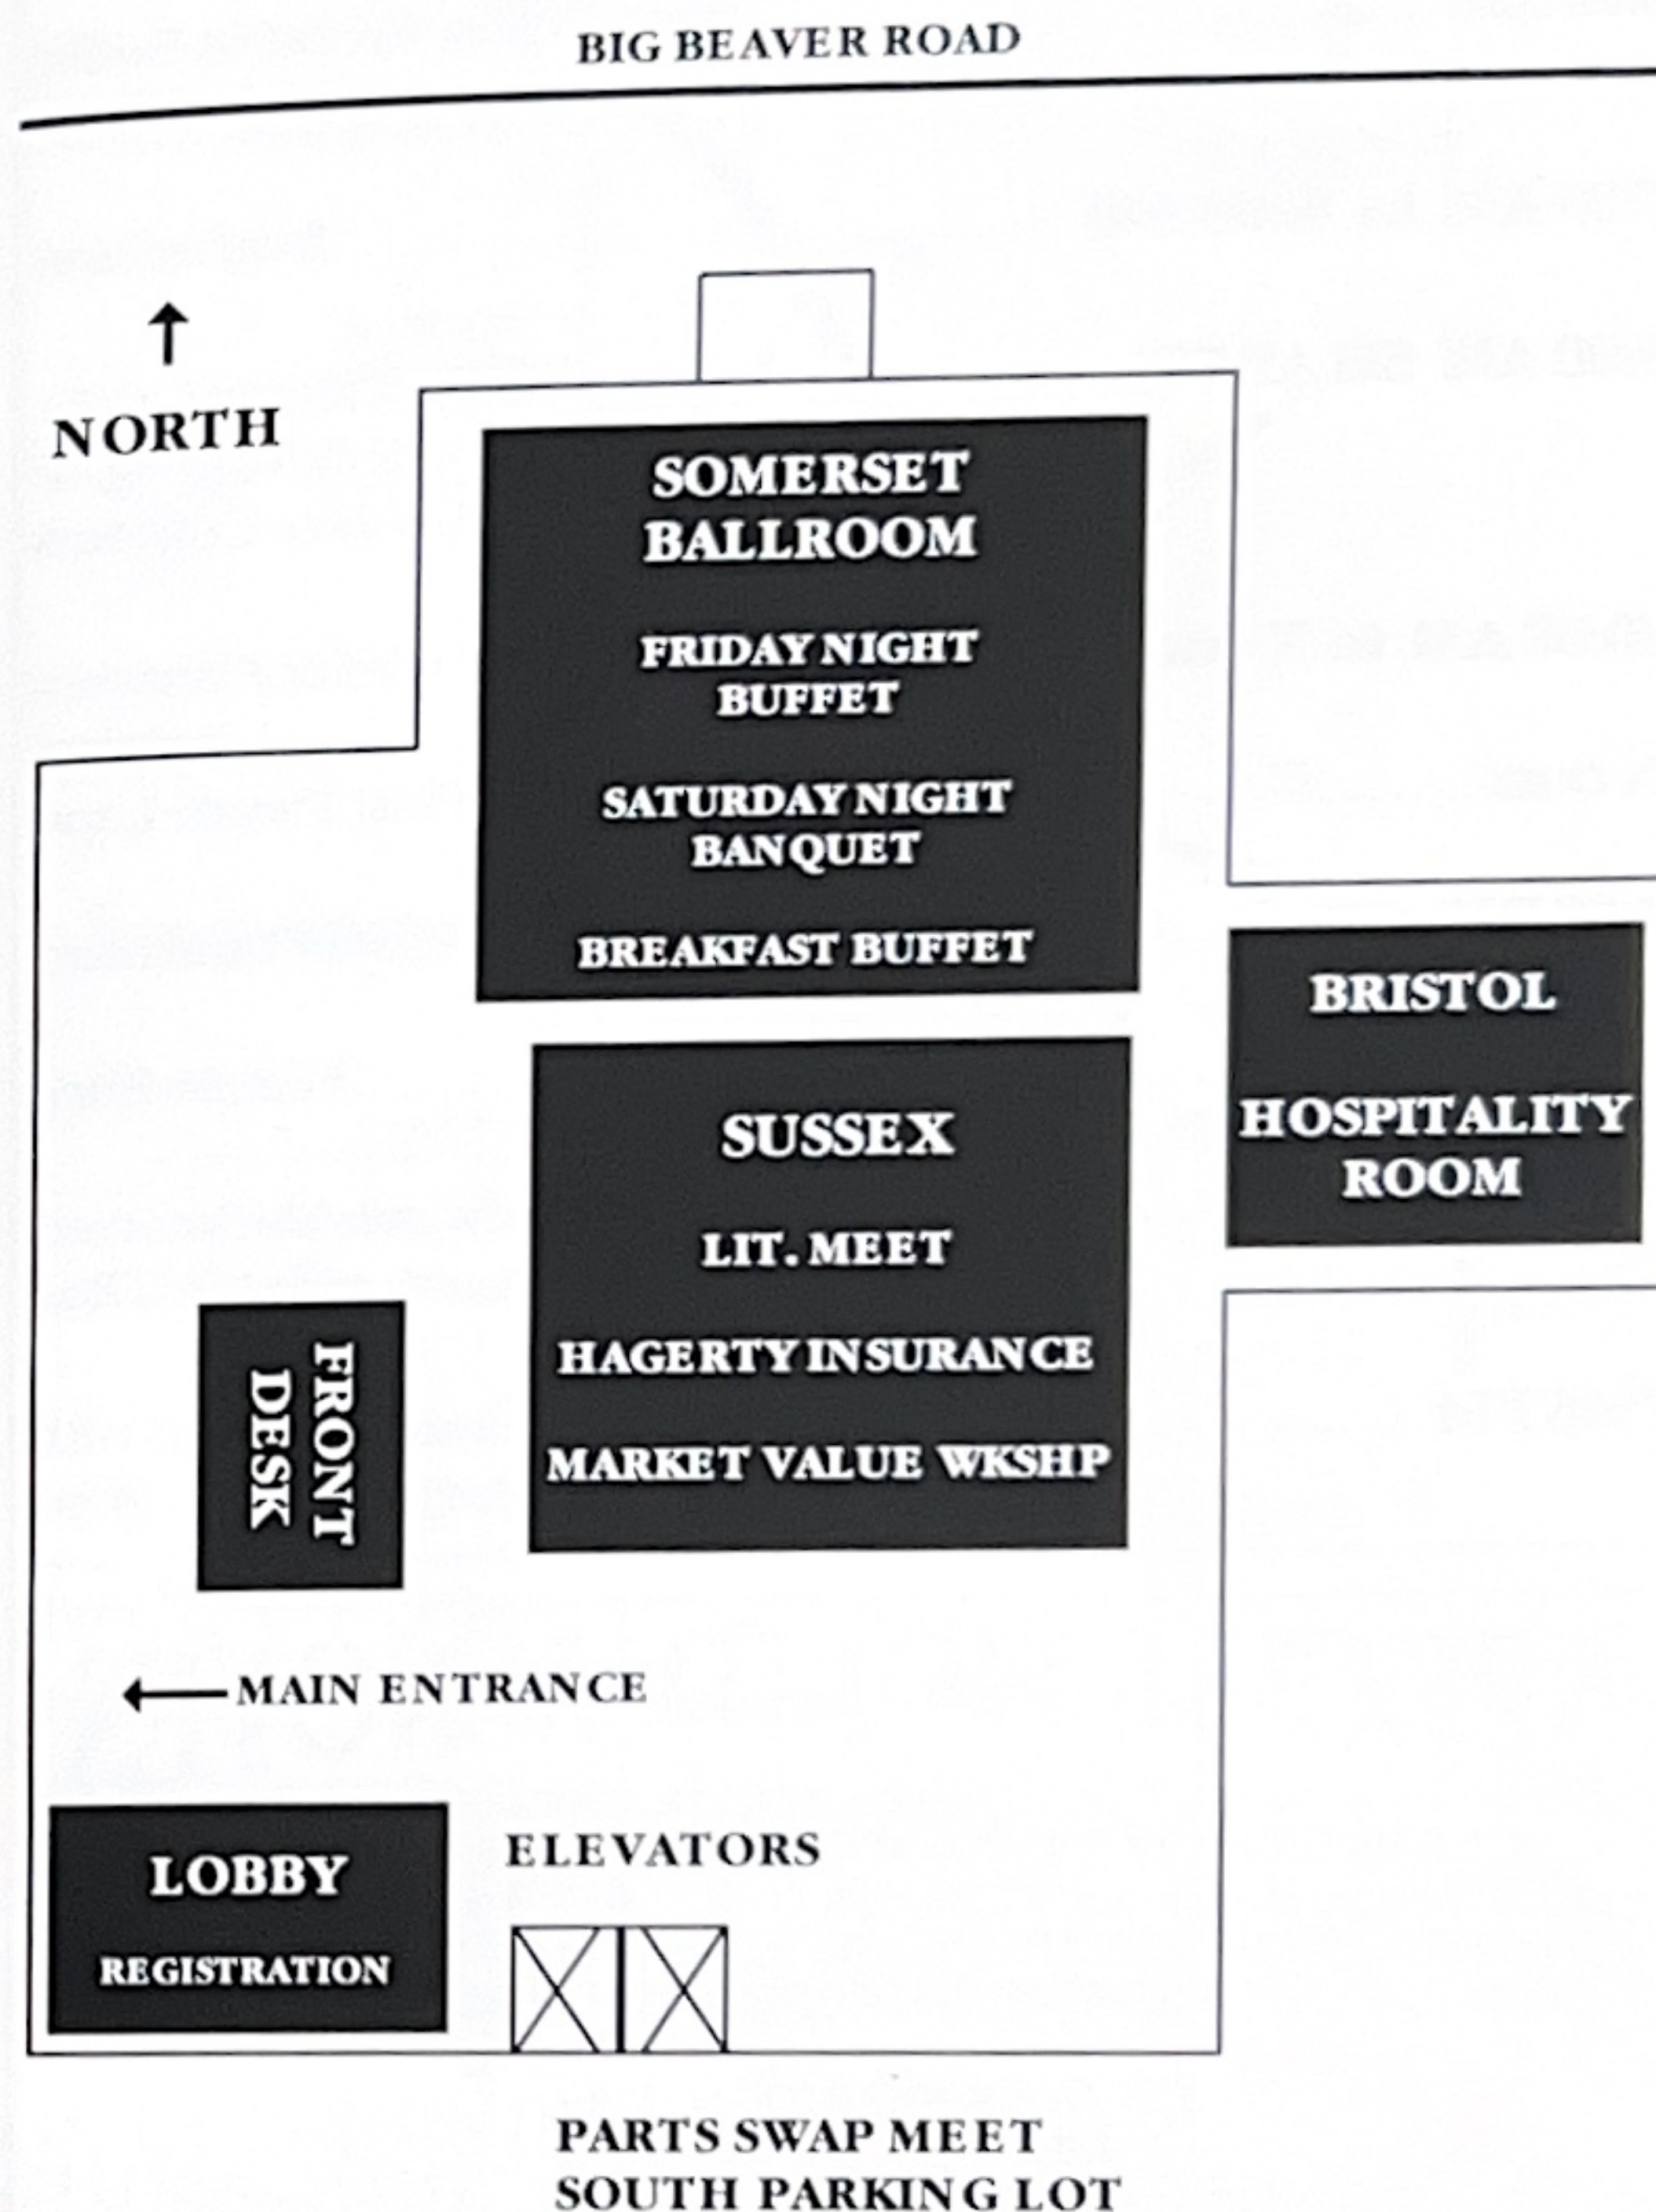 BIG BEAVER ROAD
NORTH
SOMERSET
BALLROOM
FRIDAY NIGHT
BUFFET
SATURDAY NIGHT
BANQUET
BREAKFAST BUFFET
BRISTOL
HOSPITALITY
ROOM
SUSSEX
LIT. MEET
HAGERTY INSURANCE
MARKET VALUE WKSHP
FRONT
DESK
MAIN ENTRANCE
LOBBY
REGISTRATION
ELEVATORS
PARTS SWAP MEET
SOUTH PARKING LOT